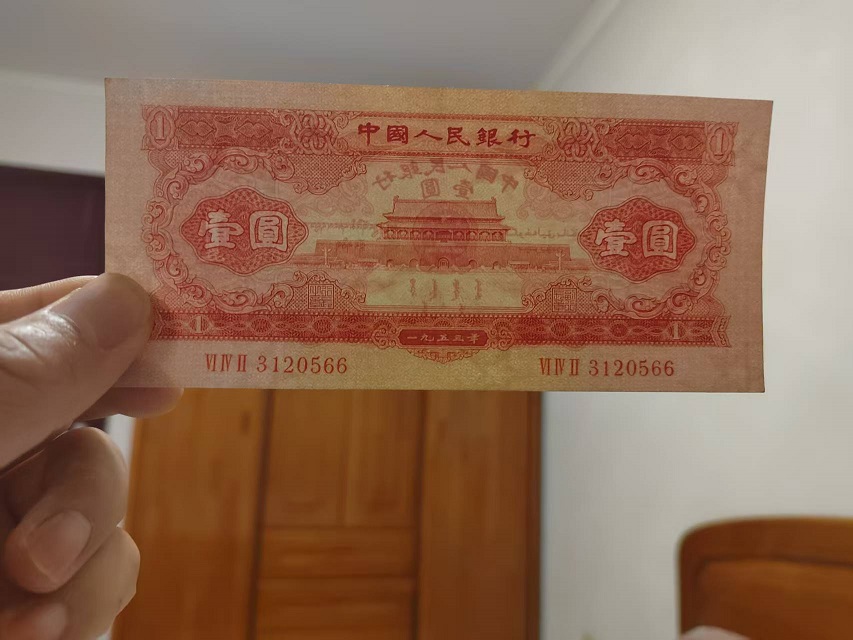 1 中國人民銀行 1
壹圓 壹圓
1 一九五三年 1
VI IV II 3120566 VI IV II 3120566